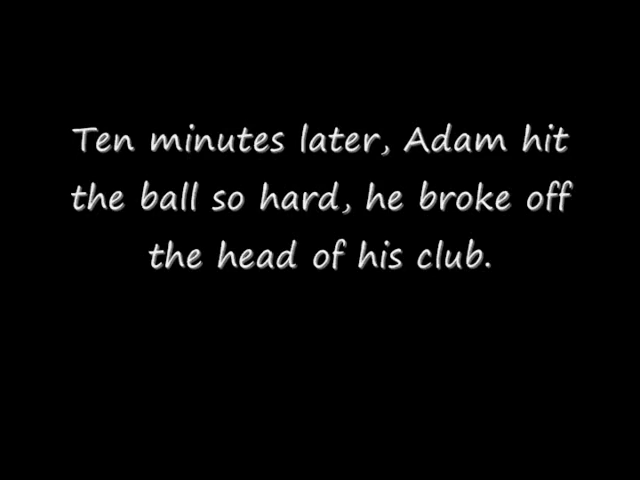 Ten minutes later, Adam hit
the ball so hard, he broke off
the head of his club.